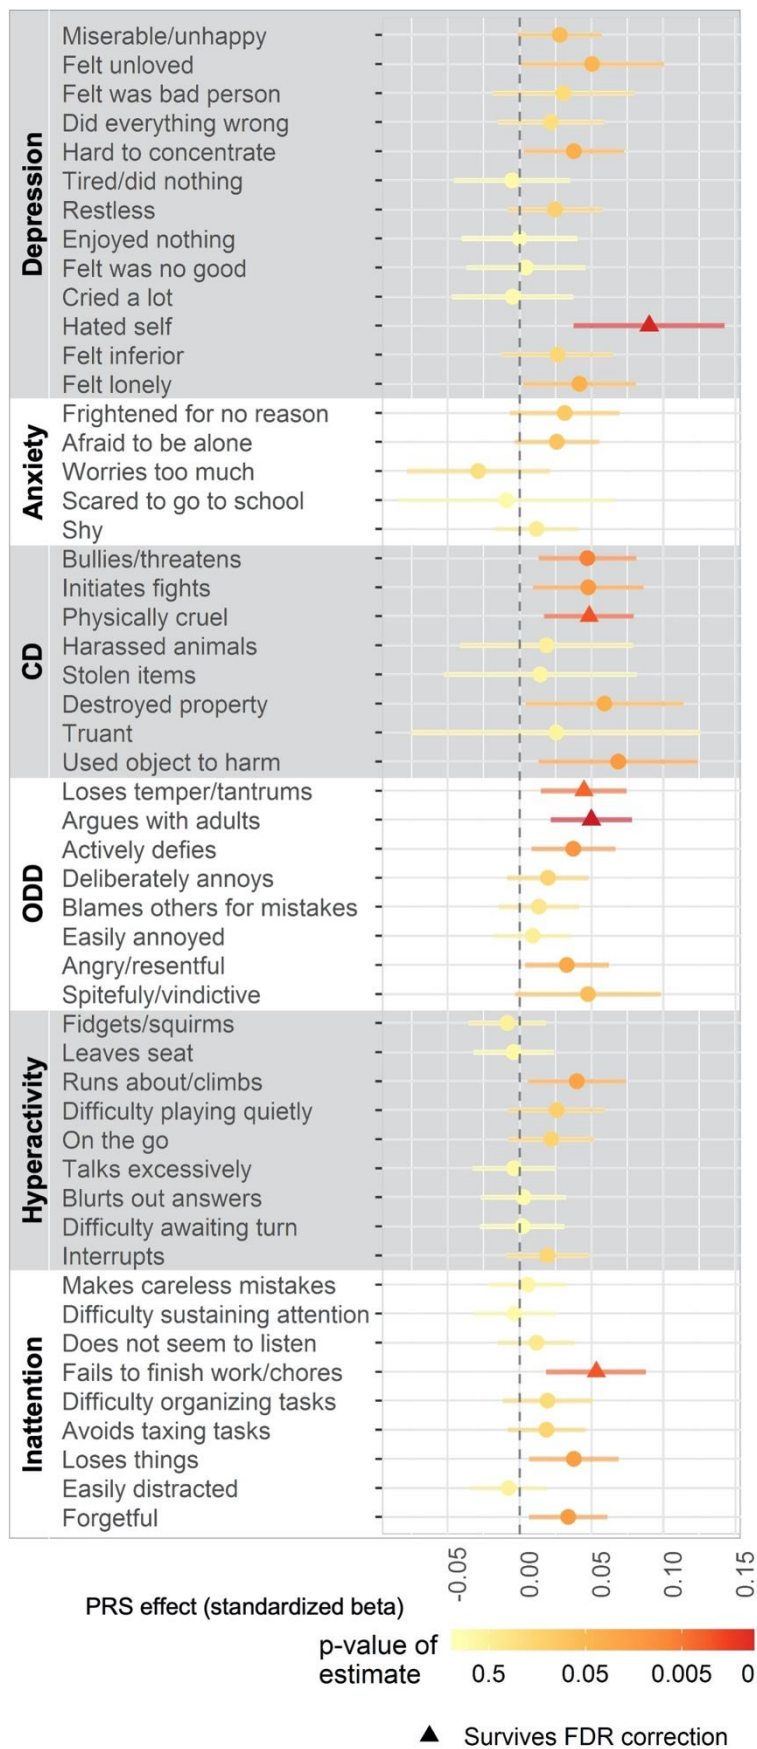 Depression
Miserable/unhappy
Felt unloved
Felt was bad person
Did everything wrong
Hard to concentrate
Tired/did nothing
Restless
Enjoyed nothing
Felt was no good
Cried a lot
Hated self
Felt inferior
Felt lonely
Anxiety
Frightened for no reason
Afraid to be alone
Worries too much
Scared to go to school
Shy
CD
Bullies/threatens
Initiates fights
Physically cruel
Harassed animals
Stolen items
Destroyed property
Truant
Used object to harm
ODD
Loses temper/tantrums
Argues with adults
Actively defies
Deliberately annoys
Blames others for mistakes
Easily annoyed
Angry/resentful
Spitefuly/vindictive
Hyperactivity
Fidgets/squirms
Leaves seat
Runs about/climbs
Difficulty playing quietly
On the go
Talks excessively
Blurts out answers
Difficulty awaiting turn
Interrupts
Inattention
Makes careless mistakes
Difficulty sustaining attention
Does not seem to listen
Fails to finish work/chores
Difficulty organizing tasks
Avoids taxing tasks
Loses things
Easily distracted
Forgetful
-0.05 0.00 0.05 0.10 0.15
PRS effect (standardized beta)
p-value of
estimate
0.5 0.05 0.005 0
Survives FDR correction